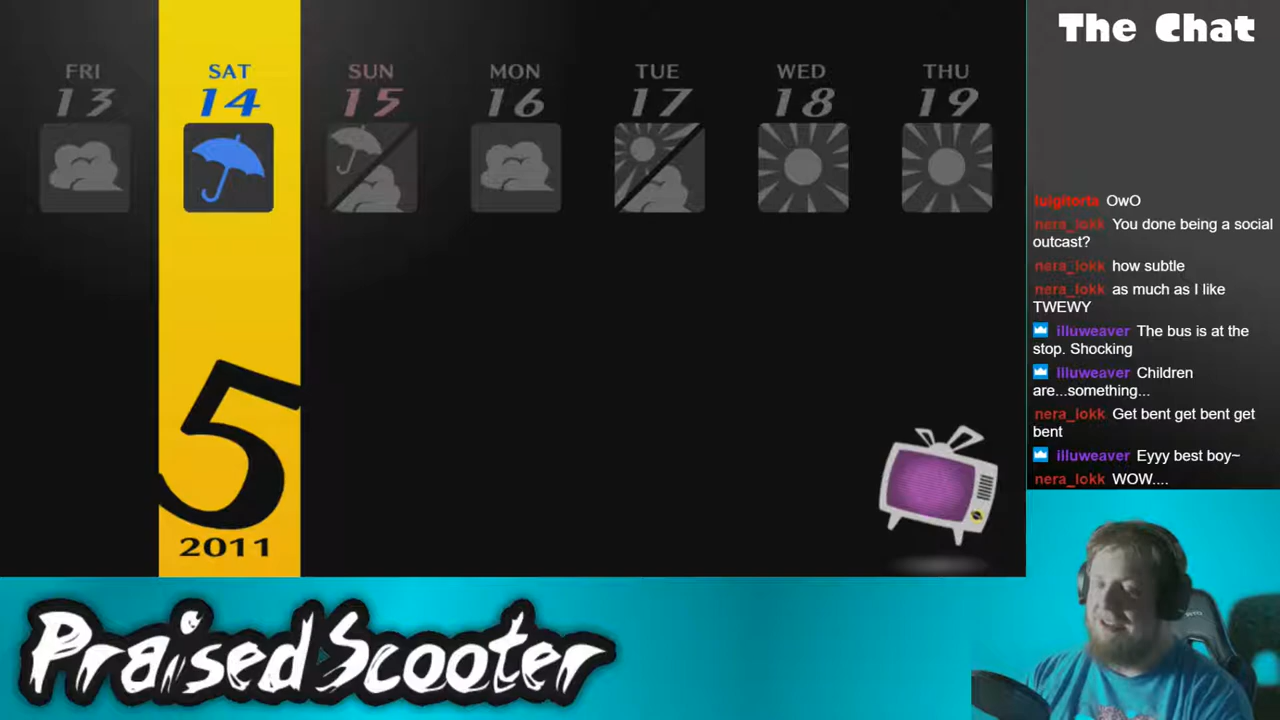 The Chat
FRI SAT SUN MON TUE WED THU
13 14 15 16 17 18 19
5
2011
luigitorta OwO
nera_lokk You done being a social
outcast?
nera_lokk how subtle
nera_lokk as much as I like
TWEWY
illuweaver The bus is at the
stop. Shocking
illuweaver Children
are...something...
nera_lokk Get bent get bent get
bent
illuweaver Eyyy best boy~
nera_lokk WOW....
PraisedScooter